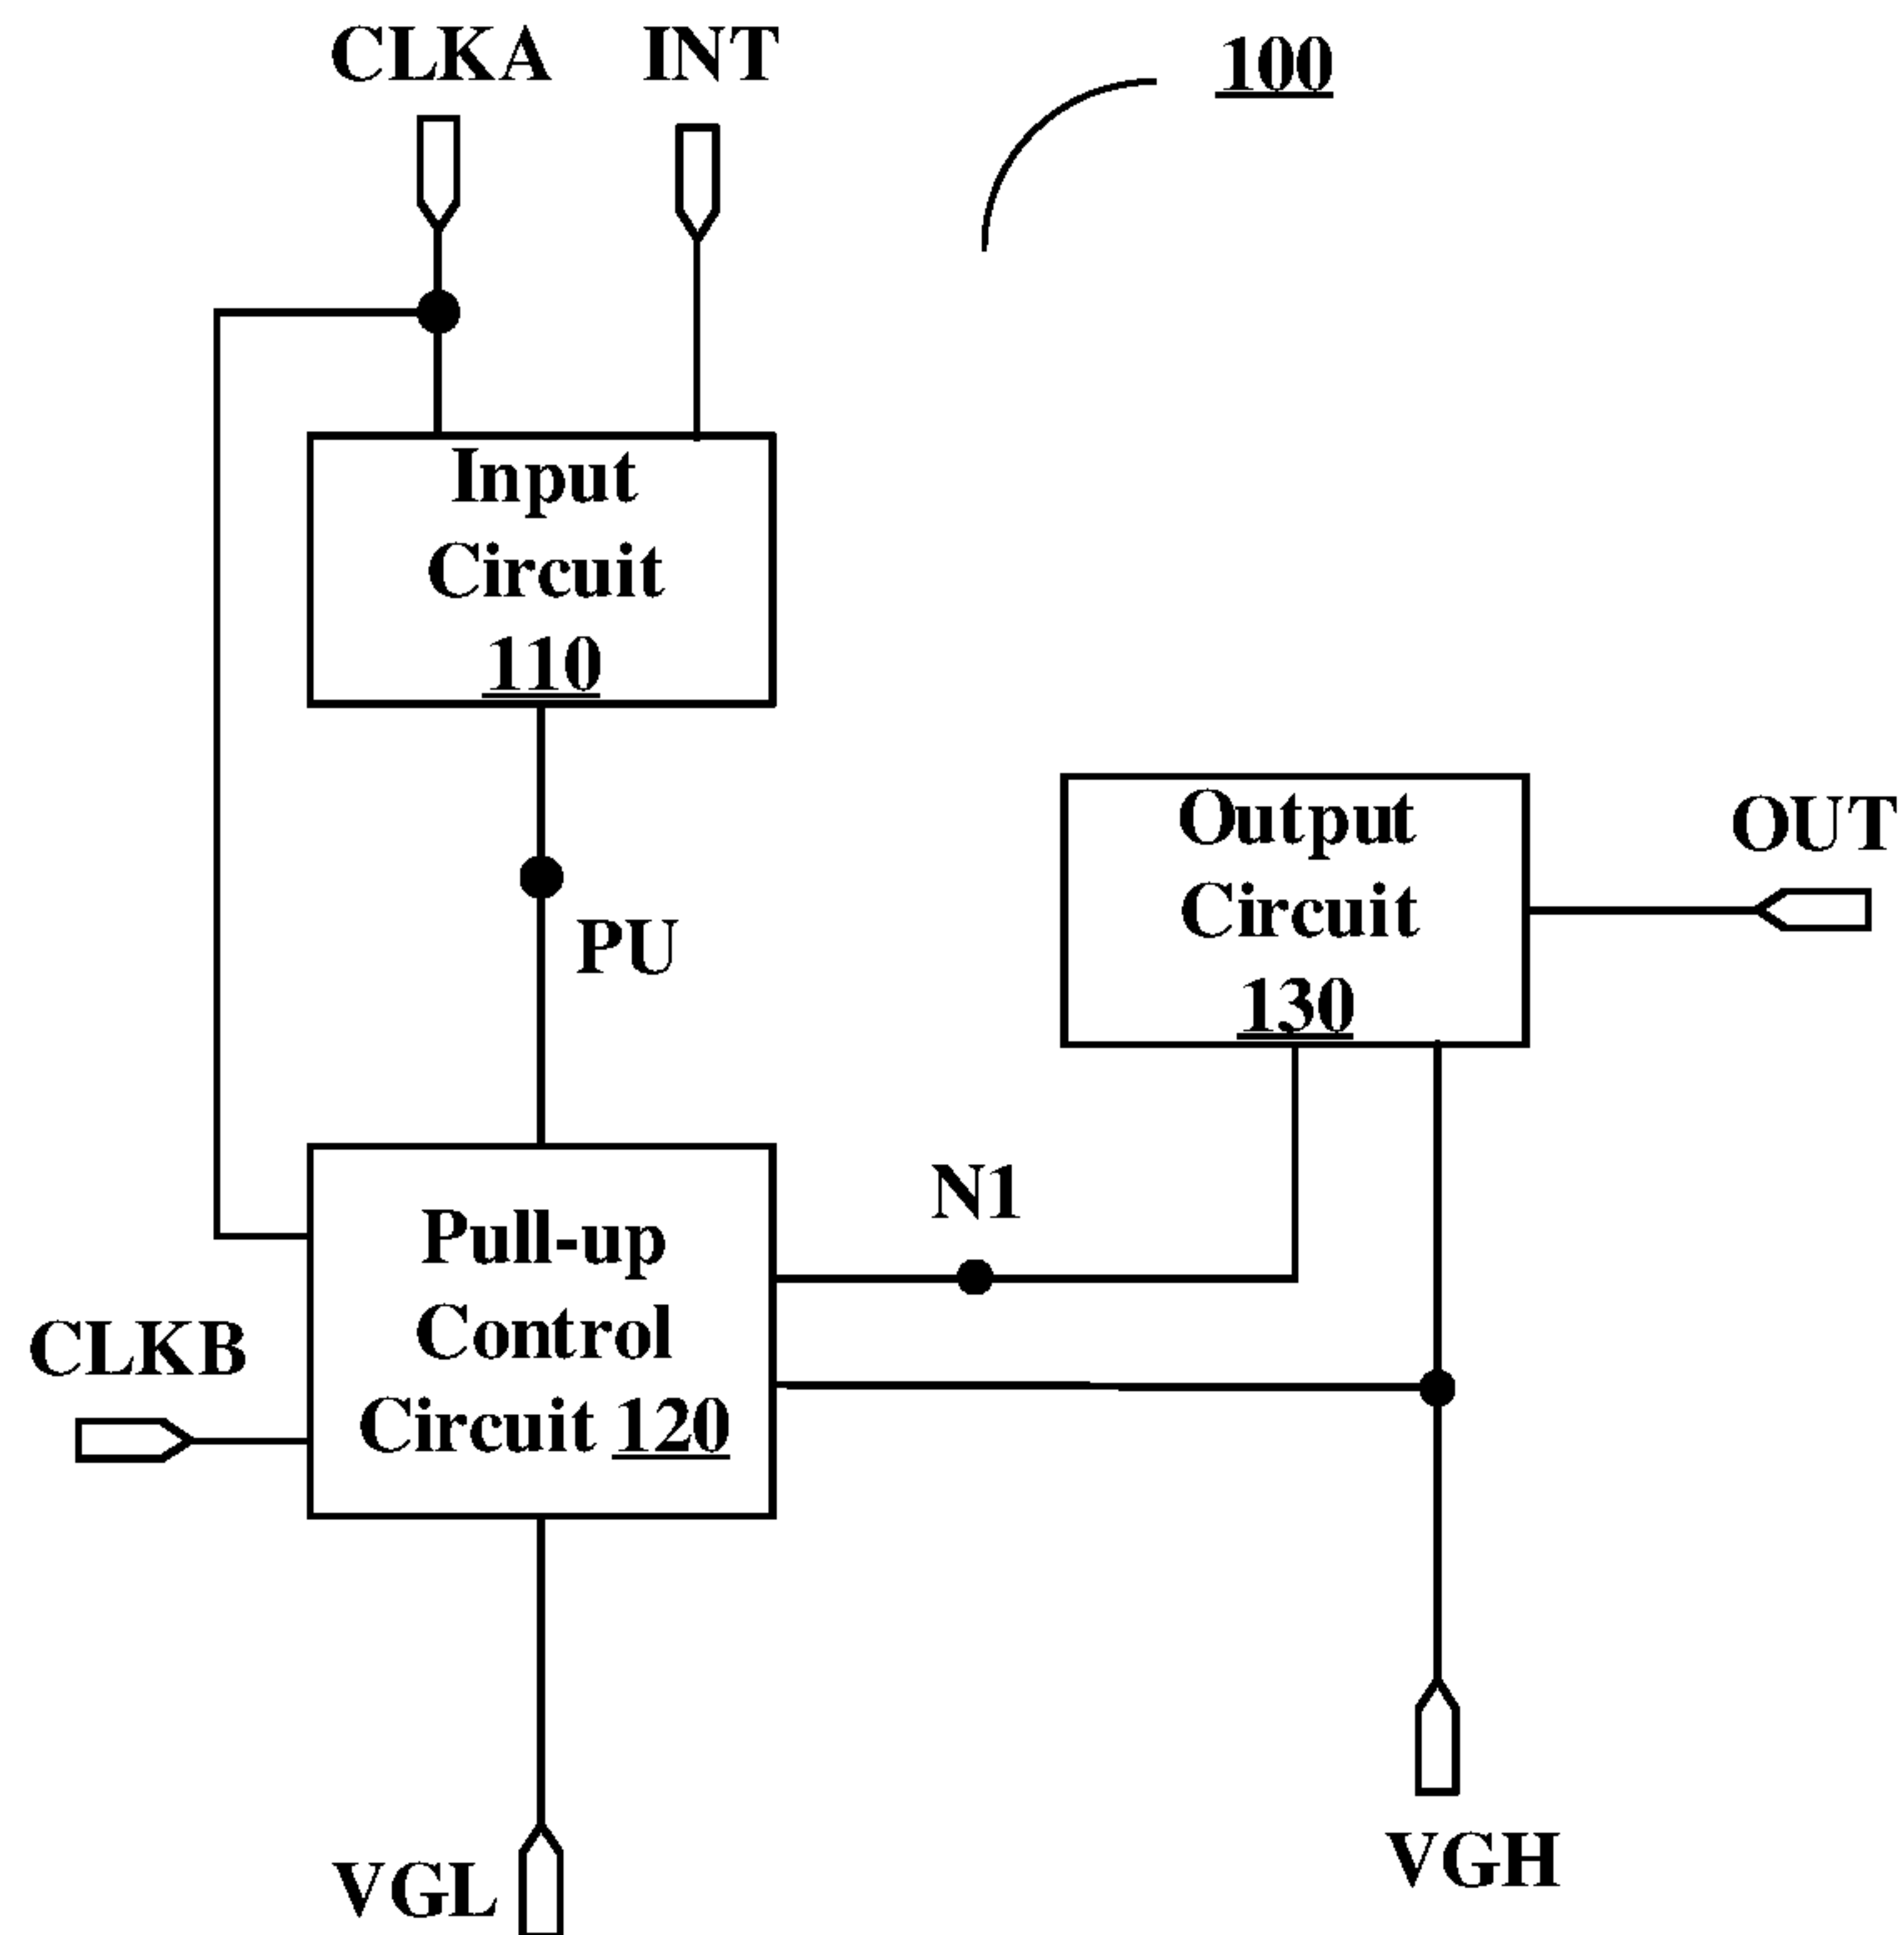 CLKA INT
100
Input
Circuit
110
Output
Circuit
130
OUT
PU
N1
Pull-up
Control
Circuit 120
CLKB
VGH
VGL